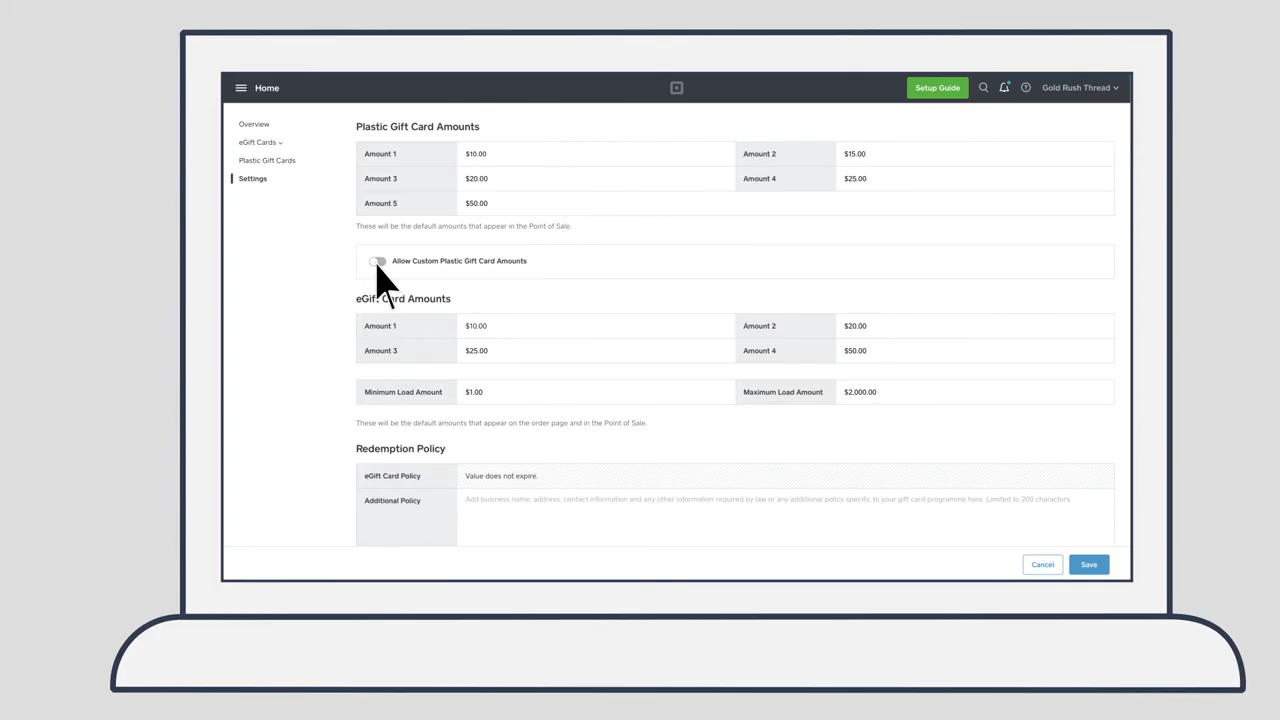 Home
Setup Guide
Gold Rush Thread
Overview
eGift Cards
Plastic Gift Cards
Settings
Plastic Gift Card Amounts
Amount 1 $10.00 Amount 2 $15.00
Amount 3 $20.00 Amount 4 $25.00
Amount 5 $50.00
These will be the default amounts that appear in the Point of Sale.
Allow Custom Plastic Gift Card Amounts
eGift Card Amounts
Amount 1 $10.00 Amount 2 $20.00
Amount 3 $25.00 Amount 4 $50.00
Minimum Load Amount $1.00 Maximum Load Amount $2,000.00
These will be the default amounts that appear on the order page and in the Point of Sale.
Redemption Policy
eGift Card Policy Value does not expire.
Additional Policy Add business name, address, contact information and any other information required by law or any additional policy specific to your gift card programme here. Limited to 200 characters
Cancel Save